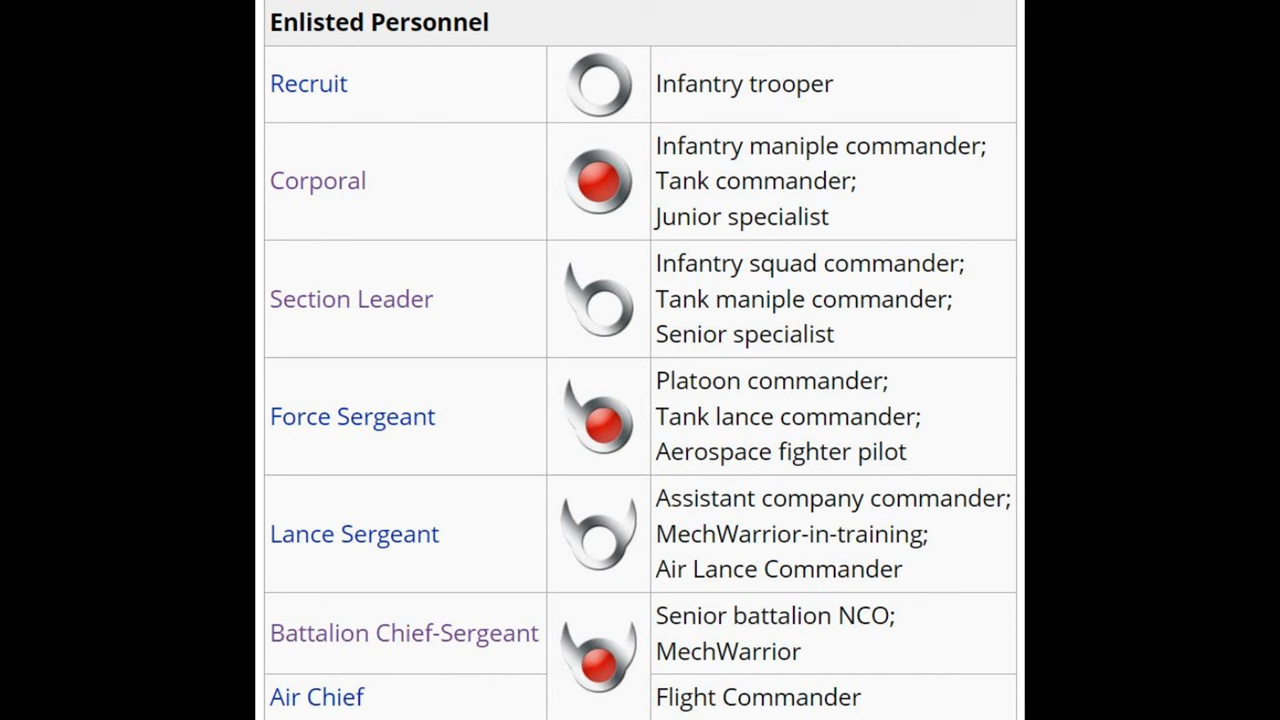 Enlisted Personnel
Recruit
Infantry trooper
Corporal
Infantry maniple commander;
Tank commander;
Junior specialist
Section Leader
Infantry squad commander;
Tank maniple commander;
Senior specialist
Force Sergeant
Platoon commander;
Tank lance commander;
Aerospace fighter pilot
Lance Sergeant
Assistant company commander;
MechWarrior-in-training;
Air Lance Commander
Battalion Chief-Sergeant
Senior battalion NCO;
MechWarrior
Air Chief
Flight Commander